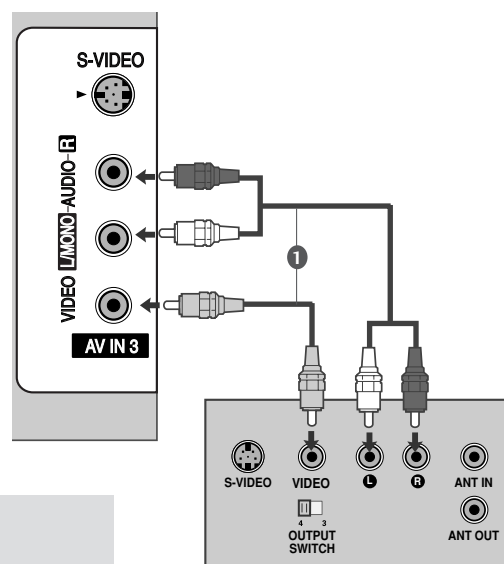 S-VIDEO
VIDEO L/MONO-AUDIO-R
AV IN 3
1
S-VIDEO VIDEO L R ANT IN
4 3
OUTPUT
SWITCH
ANT OUT